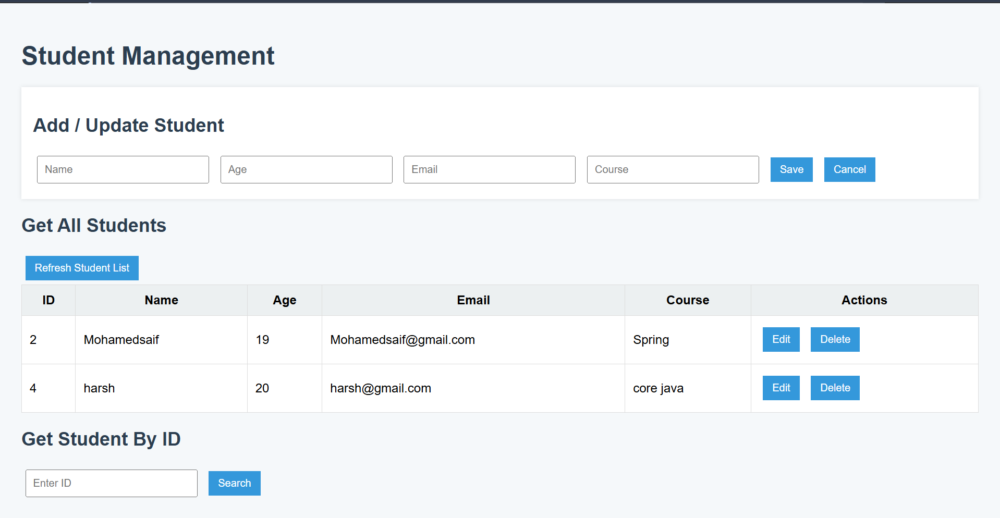 Student Management
Add / Update Student
Name Age Email Course Save Cancel
Get All Students
Refresh Student List
ID Name Age Email Course Actions
2 Mohamedsaif 19 Mohamedsaif@gmail.com Spring Edit Delete
4 harsh 20 harsh@gmail.com core java Edit Delete
Get Student By ID
Enter ID Search